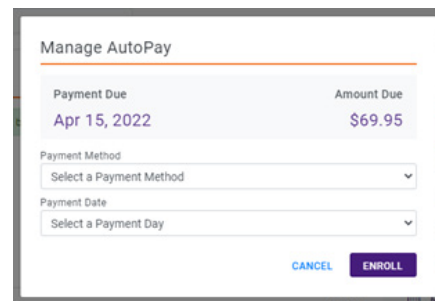 Manage AutoPay
Payment Due Amount Due
Apr 15, 2022 $69.95
Payment Method
Select a Payment Method
Payment Date
Select a Payment Day
CANCEL ENROLL